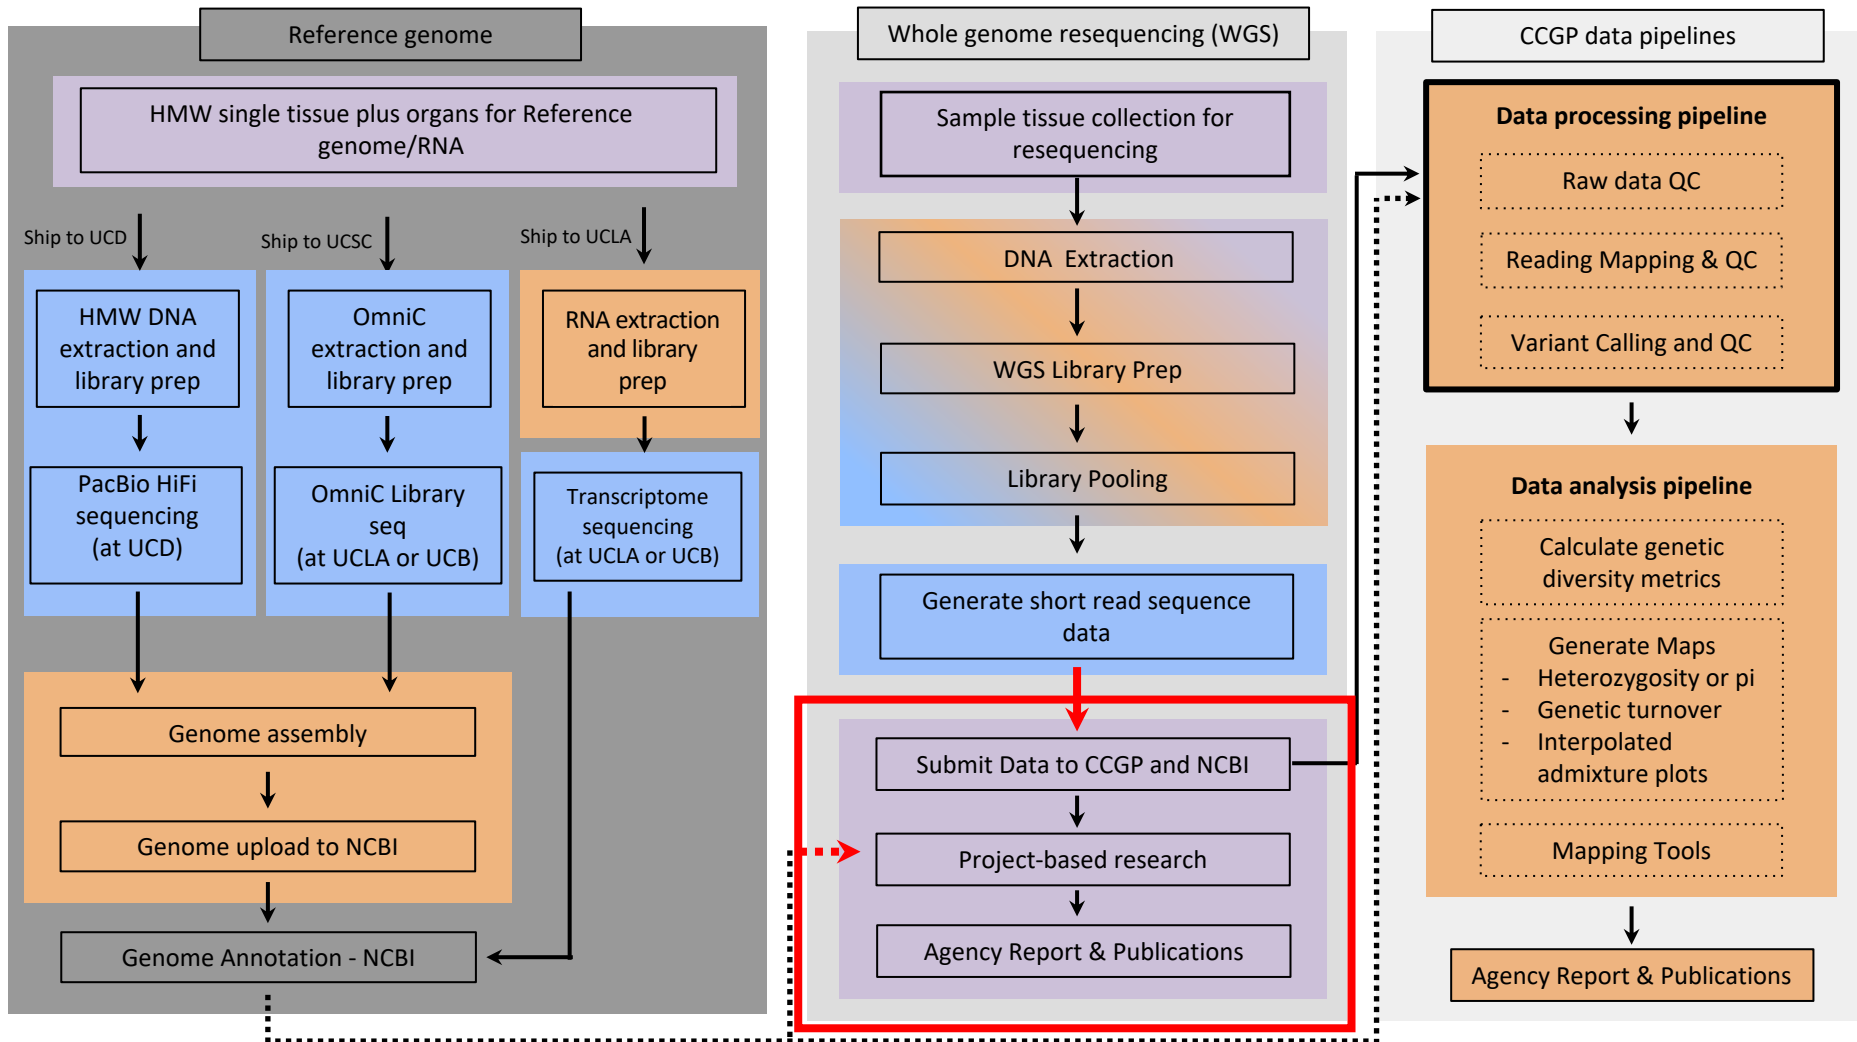 Reference genome
HMW single tissue plus organs for Reference
genome/RNA
Ship to UCD
Ship to UCSC
Ship to UCLA
HMW DNA
extraction and
library prep
OmniC
extraction and
library prep
RNA extraction
and library
prep
PacBio HiFi
sequencing
(at UCD)
OmniC Library
seq
(at UCLA or UCB)
Transcriptome
sequencing
(at UCLA or UCB)
Genome assembly
Genome upload to NCBI
Genome Annotation - NCBI
Whole genome resequencing (WGS)
Sample tissue collection for
resequencing
DNA Extraction
WGS Library Prep
Library Pooling
Generate short read sequence
data
Submit Data to CCGP and NCBI
Project-based research
Agency Report & Publications
CCGP data pipelines
Data processing pipeline
Raw data QC
Reading Mapping & QC
Variant Calling and QC
Data analysis pipeline
Calculate genetic
diversity metrics
Generate Maps
- Heterozygosity or pi
- Genetic turnover
- Interpolated
admixture plots
Mapping Tools
Agency Report & Publications